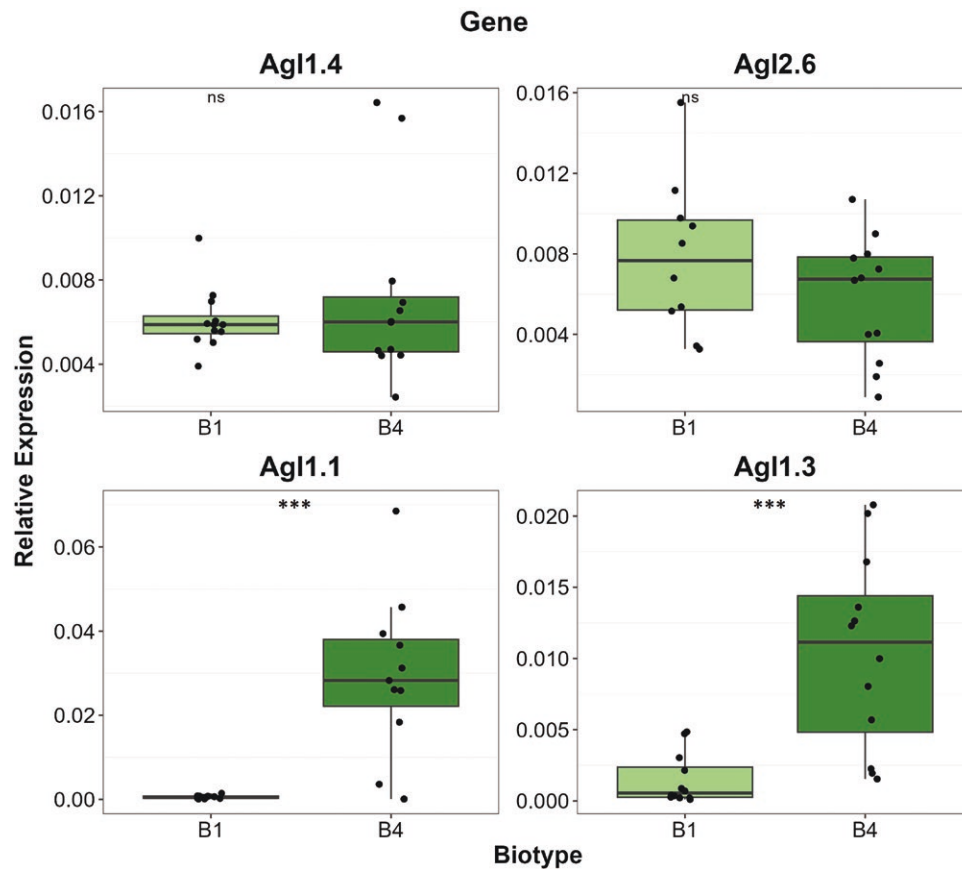 Gene
Agl1.4
ns
0.016
0.012
0.008
0.004
B1 B4
Agl2.6
ns
0.016
0.012
0.008
0.004
B1 B4
Agl1.1
***
0.06
0.04
0.02
0.00
B1 B4
Agl1.3
***
0.020
0.015
0.010
0.005
0.000
B1 B4
Relative Expression
Biotype